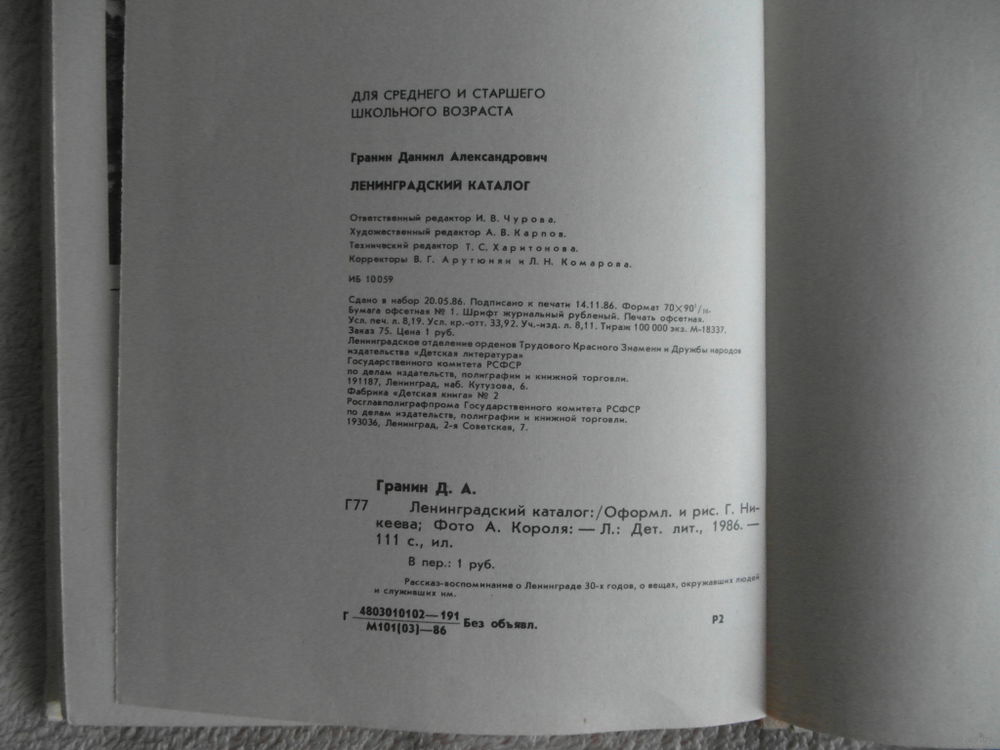 ДЛЯ СРЕДНЕГО И СТАРШЕГО
ШКОЛЬНОГО ВОЗРАСТА
Гранин Даниил Александрович
ЛЕНИНГРАДСКИЙ КАТАЛОГ
Ответственный редактор И. В. Чурова.
Художественный редактор А. В. Карпов.
Технический редактор Т. С. Харитонова.
Корректоры В. Г. Арутюнян и Л. Н. Комарова.
ИБ 10059
Сдано в набор 20.05.86. Подписано к печати 14.11.86. Формат 70×90¹/₁₆.
Бумага офсетная № 1. Шрифт журнальный рубленый. Печать офсетная.
Усл. печ. л. 8,19. Усл. кр.-отт. 33,92. Уч.-изд. л. 8,11. Тираж 100 000 экз. М-18337.
Заказ 75. Цена 1 руб.
Ленинградское отделение орденов Трудового Красного Знамени и Дружбы народов
издательства «Детская литература»
Государственного комитета РСФСР
по делам издательств, полиграфии и книжной торговли.
191187, Ленинград, наб. Кутузова, 6.
Фабрика «Детская книга» № 2
Росглавполиграфпрома Государственного комитета РСФСР
по делам издательств, полиграфии и книжной торговли.
193036, Ленинград, 2-я Советская, 7.
Гранин Д. А.
Г77 Ленинградский каталог:/Оформл. и рис. Г. Ни-
кеева; Фото А. Короля: — Л.: Дет. лит., 1986. —
111 с., ил.
В пер.: 1 руб.
Рассказ-воспоминание о Ленинграде 30-х годов, о вещах, окружавших людей
и служивших им.
Г 4803010102—191
М101(03)—86 Без объявл. Р2